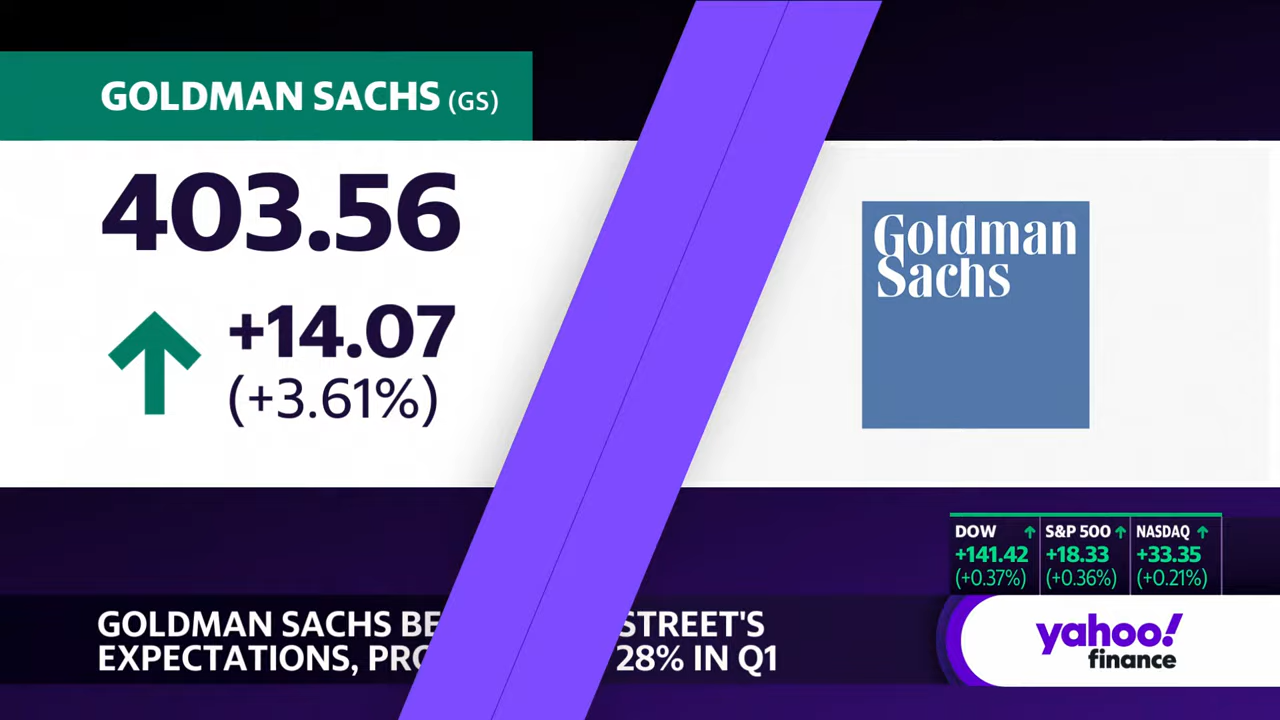 GOLDMAN SACHS (GS)
403.56
+14.07
(+3.61%)
Goldman
Sachs
DOW
+141.42
(+0.37%)
S&P 500
+18.33
(+0.36%)
NASDAQ
+33.35
(+0.21%)
GOLDMAN SACHS BE STREET'S
EXPECTATIONS, PRO 28% IN Q1
yahoo!
finance